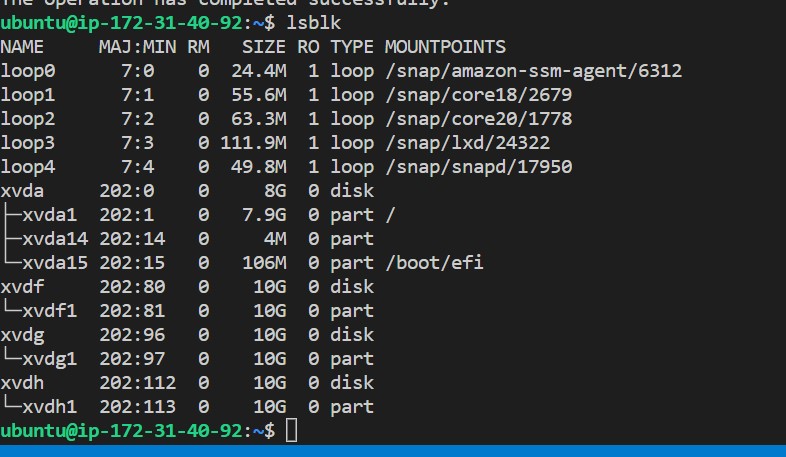 The operation has completed successfully.
ubuntu@ip-172-31-40-92:~$ lsblk
NAME     MAJ:MIN RM   SIZE RO TYPE MOUNTPOINTS
loop0      7:0    0  24.4M  1 loop /snap/amazon-ssm-agent/6312
loop1      7:1    0  55.6M  1 loop /snap/core18/2679
loop2      7:2    0  63.3M  1 loop /snap/core20/1778
loop3      7:3    0 111.9M  1 loop /snap/lxd/24322
loop4      7:4    0  49.8M  1 loop /snap/snapd/17950
xvda     202:0    0     8G  0 disk
├─xvda1  202:1    0   7.9G  0 part /
├─xvda14 202:14   0     4M  0 part
└─xvda15 202:15   0   106M  0 part /boot/efi
xvdf     202:80   0    10G  0 disk
└─xvdf1  202:81   0    10G  0 part
xvdg     202:96   0    10G  0 disk
└─xvdg1  202:97   0    10G  0 part
xvdh     202:112  0    10G  0 disk
└─xvdh1  202:113  0    10G  0 part
ubuntu@ip-172-31-40-92:~$